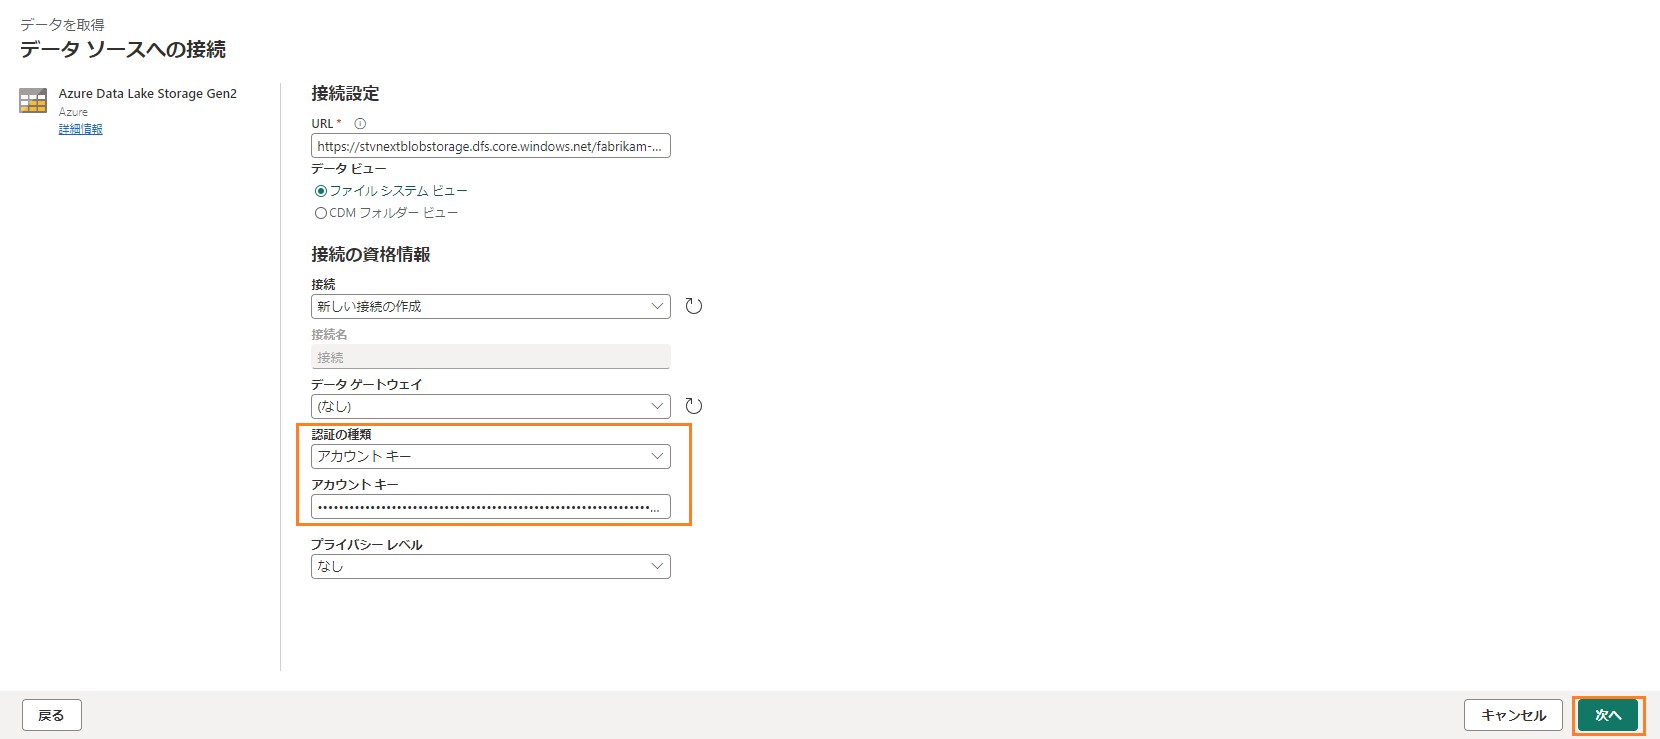 データを取得
データ ソースへの接続
Azure Data Lake Storage Gen2
Azure
詳細情報
接続設定
URL *
https://stvnextblobstorage.dfs.core.windows.net/fabrikam-...
データ ビュー
ファイル システム ビュー
CDM フォルダー ビュー
接続の資格情報
接続
新しい接続の作成
接続名
接続
データ ゲートウェイ
(なし)
認証の種類
アカウント キー
アカウント キー
プライバシー レベル
なし
戻る
キャンセル
次へ